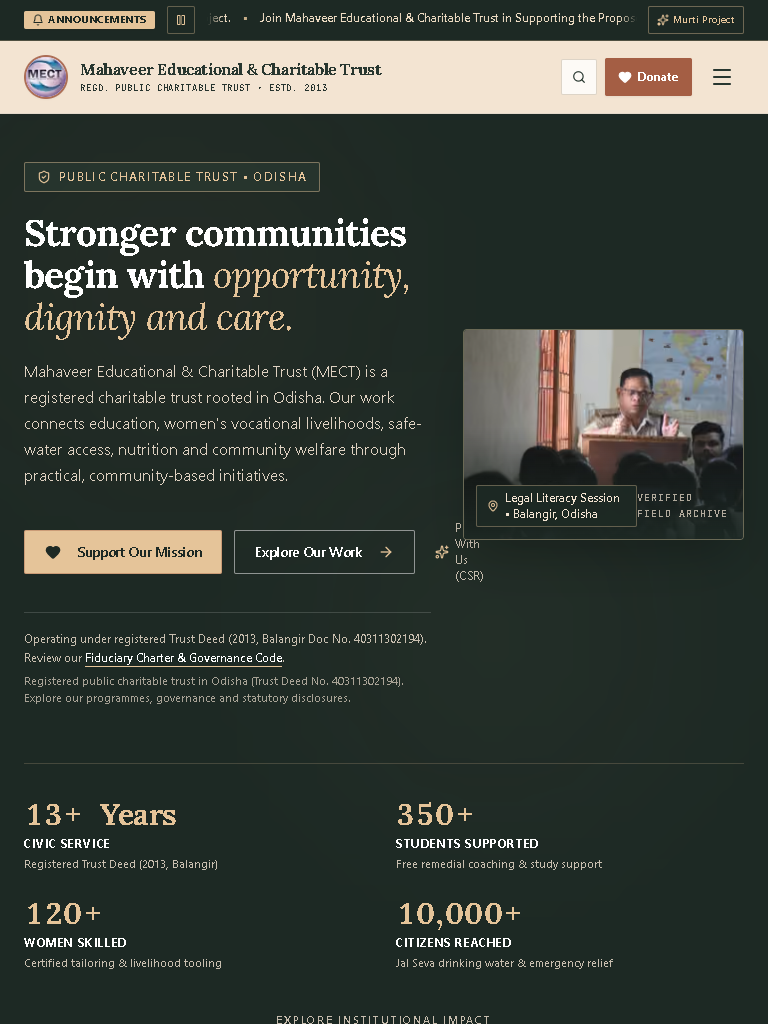 ANNOUNCEMENTS
ject. • Join Mahaveer Educational & Charitable Trust in Supporting the Propos
Murti Project
MECT
Mahaveer Educational & Charitable Trust
REGD. PUBLIC CHARITABLE TRUST • ESTD. 2013
Donate
PUBLIC CHARITABLE TRUST • ODISHA
Stronger communities
begin with opportunity,
dignity and care.
Mahaveer Educational & Charitable Trust (MECT) is a
registered charitable trust rooted in Odisha. Our work
connects education, women's vocational livelihoods, safe-
water access, nutrition and community welfare through
practical, community-based initiatives.
Support Our Mission
Explore Our Work
With
Us
(CSR)
Legal Literacy Session
• Balangir, Odisha
VERIFIED
FIELD ARCHIVE
Operating under registered Trust Deed (2013, Balangir Doc No. 40311302194).
Review our Fiduciary Charter & Governance Code.
Registered public charitable trust in Odisha (Trust Deed No. 40311302194).
Explore our programmes, governance and statutory disclosures.
13+ Years
CIVIC SERVICE
Registered Trust Deed (2013, Balangir)
350+
STUDENTS SUPPORTED
Free remedial coaching & study support
120+
WOMEN SKILLED
Certified tailoring & livelihood tooling
10,000+
CITIZENS REACHED
Jal Seva drinking water & emergency relief
EXPLORE INSTITUTIONAL IMPACT